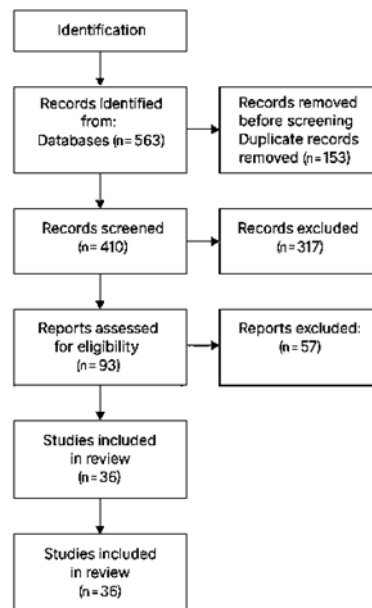 Identification
Records identified
from:
Databases (n=563)
Records removed
before screening
Duplicate records
removed (n=153)
Records screened
(n=410)
Records excluded
(n=317)
Reports assessed
for eligibility
(n=93)
Reports excluded:
(n=57)
Studies included
in review
(n=36)
Studies included
in review
(n=36)